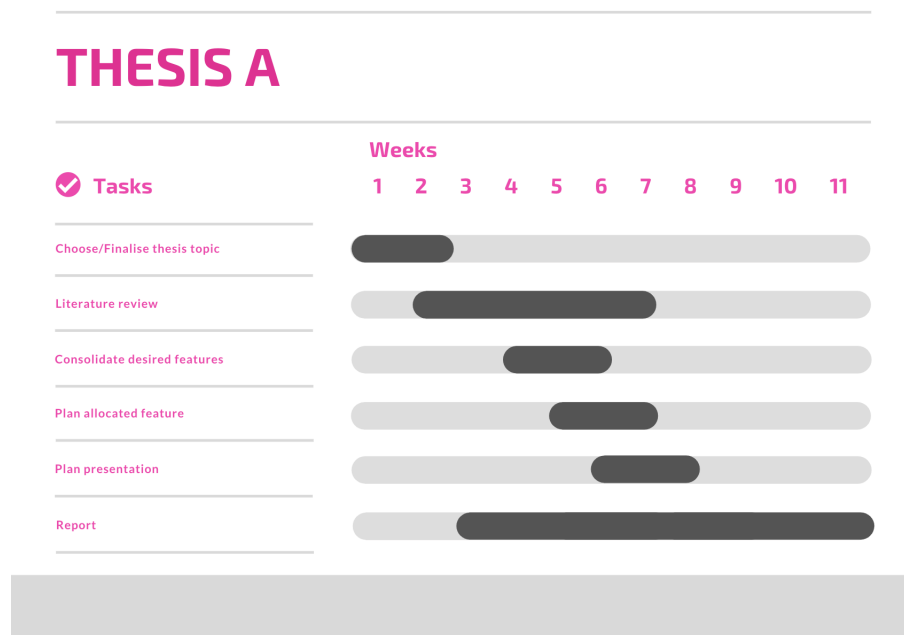 THESIS A
Weeks
Tasks 1 2 3 4 5 6 7 8 9 10 11
Choose/Finalise thesis topic
Literature review
Consolidate desired features
Plan allocated feature
Plan presentation
Report